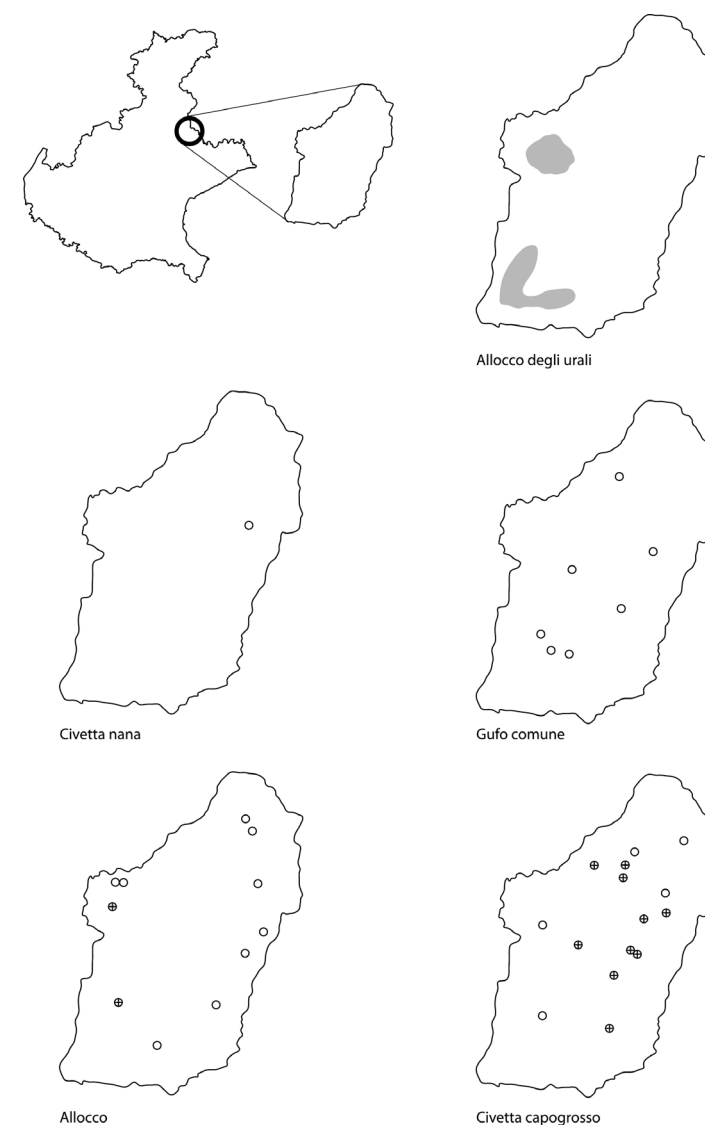 Allocco degli urali
Civetta nana
Gufo comune
Allocco
Civetta capogrosso